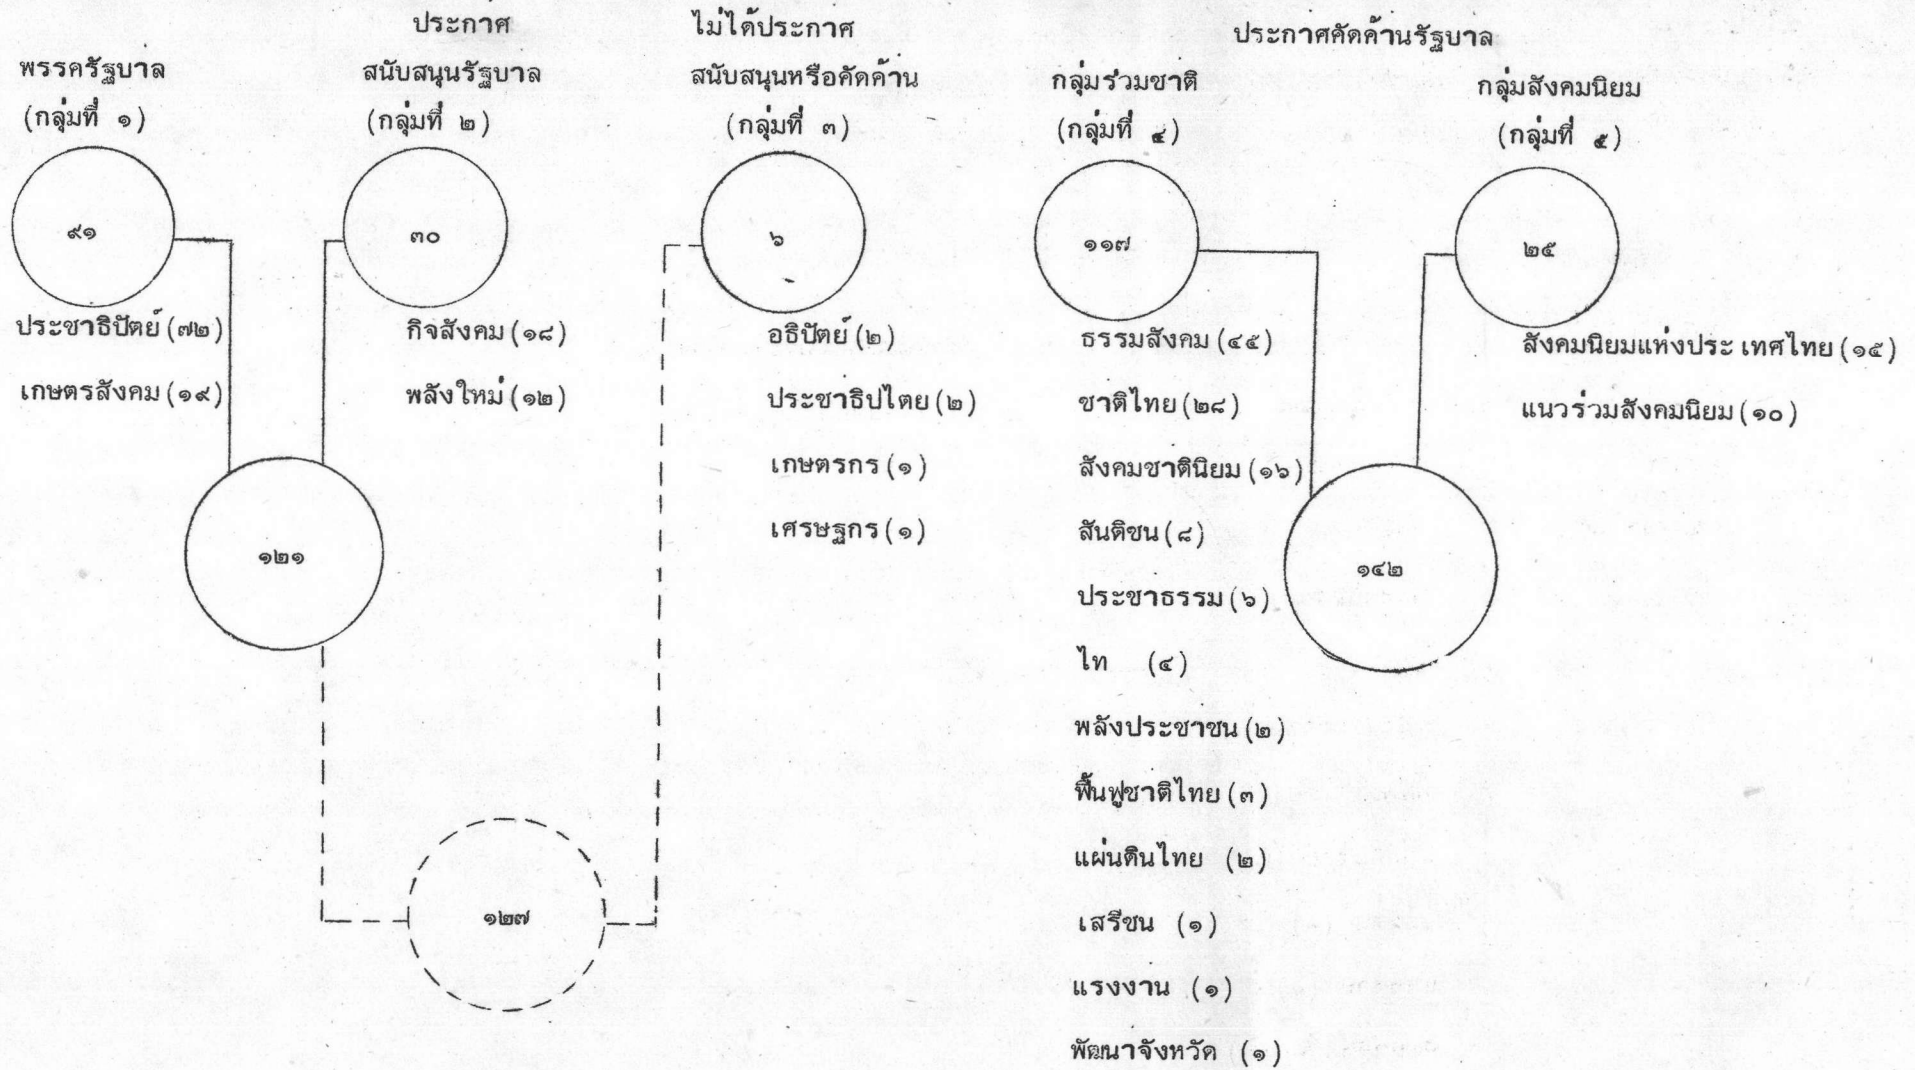 พรรครัฐบาล
(กลุ่มที่ ๑)
๙๑
ประชาธิปัตย์ (๗๒)
เกษตรสังคม (๑๙)
ประกาศ
สนับสนุนรัฐบาล
(กลุ่มที่ ๒)
๓๐
กิจสังคม (๑๘)
พลังใหม่ (๑๒)
๑๒๑
ไม่ได้ประกาศ
สนับสนุนหรือคัดค้าน
(กลุ่มที่ ๓)
๖
อธิปัตย์ (๒)
ประชาธิปไตย (๒)
เกษตรกร (๑)
เศรษฐกร (๑)
๑๒๗
ประกาศคัดค้านรัฐบาล
กลุ่มร่วมชาติ
(กลุ่มที่ ๔)
๑๑๗
ธรรมสังคม (๔๕)
ชาติไทย (๒๘)
สังคมชาตินิยม (๑๖)
สันติชน (๘)
ประชาธรรม (๖)
ไท (๔)
พลังประชาชน (๒)
ฟื้นฟูชาติไทย (๓)
แผ่นดินไทย (๒)
เสรีชน (๑)
แรงงาน (๑)
พัฒนาจังหวัด (๑)
กลุ่มสังคมนิยม
(กลุ่มที่ ๕)
๒๕
สังคมนิยมแห่งประเทศไทย (๑๕)
แนวร่วมสังคมนิยม (๑๐)
๑๔๒